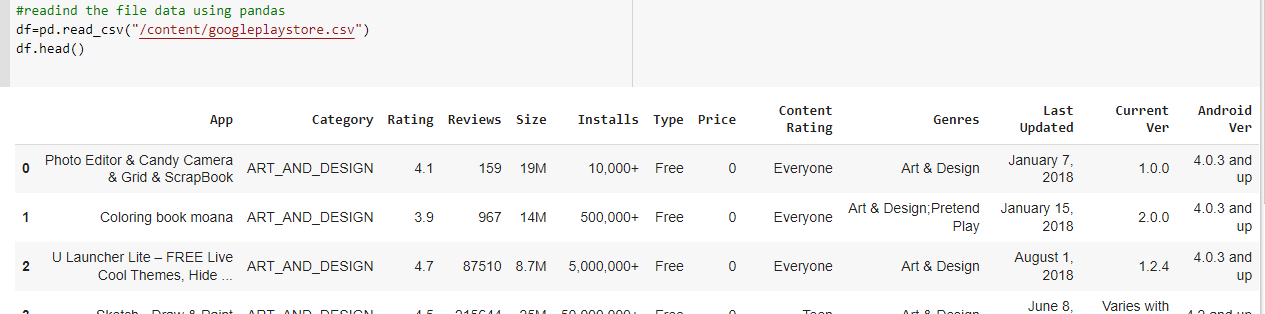 #readind the file data using pandas
df=pd.read_csv("/content/googleplaystore.csv")
df.head()
App Category Rating Reviews Size Installs Type Price Content Rating Genres Last Updated Current Ver Android Ver
0 Photo Editor & Candy Camera & Grid & ScrapBook ART_AND_DESIGN 4.1 159 19M 10,000+ Free 0 Everyone Art & Design January 7, 2018 1.0.0 4.0.3 and up
1 Coloring book moana ART_AND_DESIGN 3.9 967 14M 500,000+ Free 0 Everyone Art & Design;Pretend Play January 15, 2018 2.0.0 4.0.3 and up
2 U Launcher Lite – FREE Live Cool Themes, Hide ... ART_AND_DESIGN 4.7 87510 8.7M 5,000,000+ Free 0 Everyone Art & Design August 1, 2018 1.2.4 4.0.3 and up
June 8, Varies with